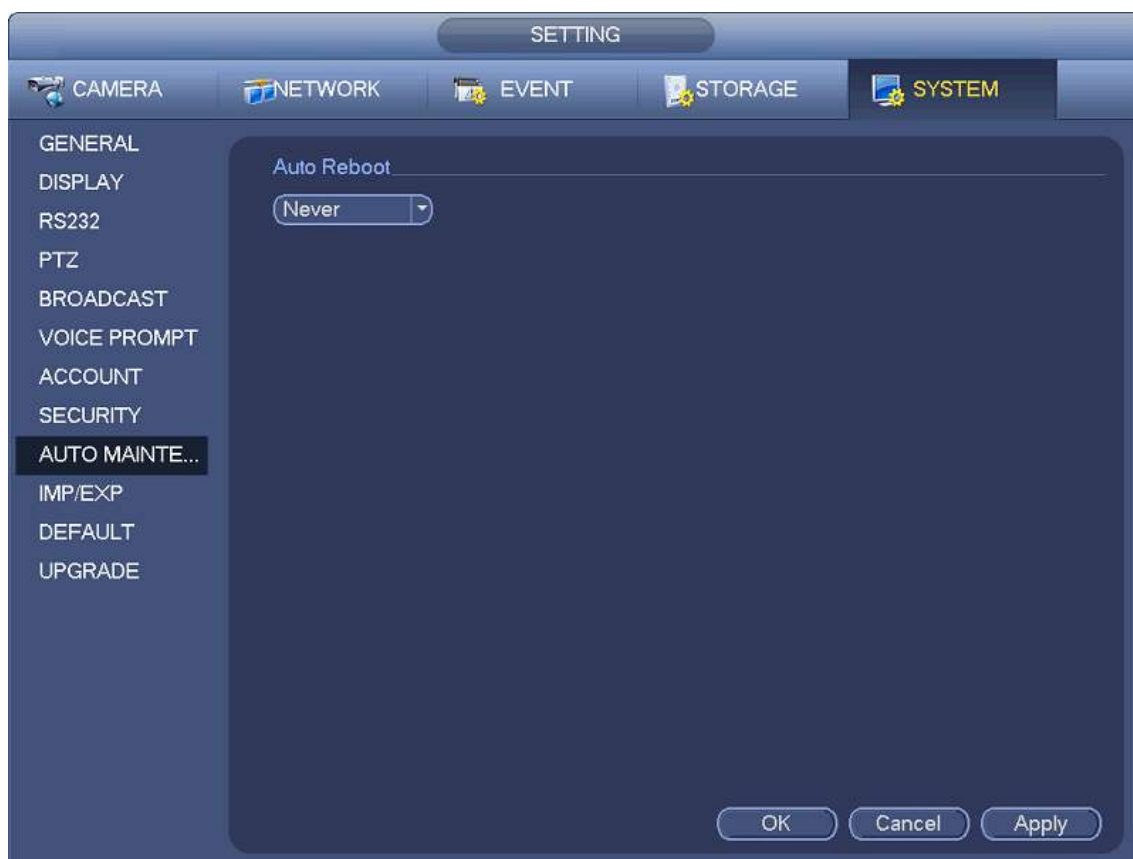 SETTING
CAMERA NETWORK EVENT STORAGE SYSTEM
GENERAL
DISPLAY
RS232
PTZ
BROADCAST
VOICE PROMPT
ACCOUNT
SECURITY
AUTO MAINTE...
IMP/EXP
DEFAULT
UPGRADE
Auto Reboot
Never
OK Cancel Apply